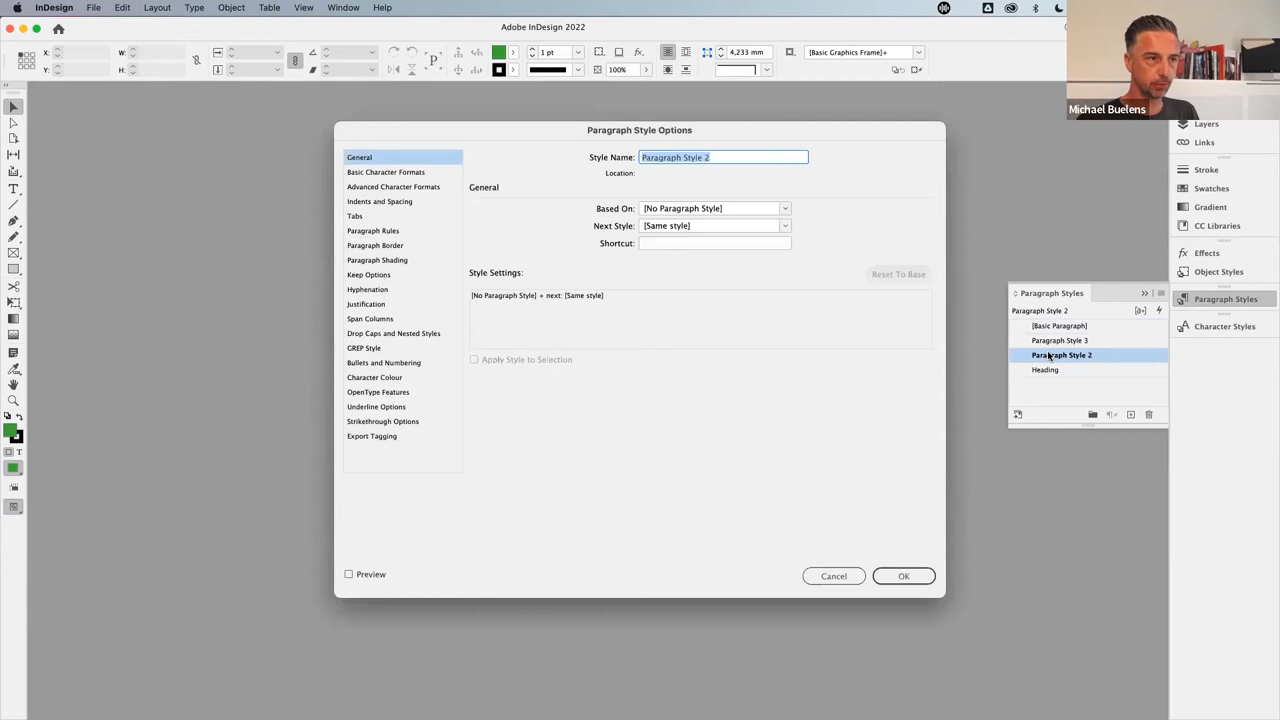 InDesign File Edit Layout Type Object Table View Window Help
Adobe InDesign 2022
X: W: 1 pt 4,233 mm [Basic Graphics Frame]+
Y: H: P 100%
Michael Buelens
Paragraph Style Options
General
Basic Character Formats
Advanced Character Formats
Indents and Spacing
Tabs
Paragraph Rules
Paragraph Border
Paragraph Shading
Keep Options
Hyphenation
Justification
Span Columns
Drop Caps and Nested Styles
GREP Style
Bullets and Numbering
Character Colour
OpenType Features
Underline Options
Strikethrough Options
Export Tagging
Style Name: Paragraph Style 2
Location:
General
Based On: [No Paragraph Style]
Next Style: [Same style]
Shortcut:
Style Settings: Reset To Base
[No Paragraph Style] + next: [Same style]
Apply Style to Selection
Preview
Cancel OK
Paragraph Styles
Paragraph Style 2 [a+]
[Basic Paragraph]
Paragraph Style 3
Paragraph Style 2
Heading
Layers
Links
Stroke
Swatches
Gradient
CC Libraries
Effects
Object Styles
Paragraph Styles
Character Styles